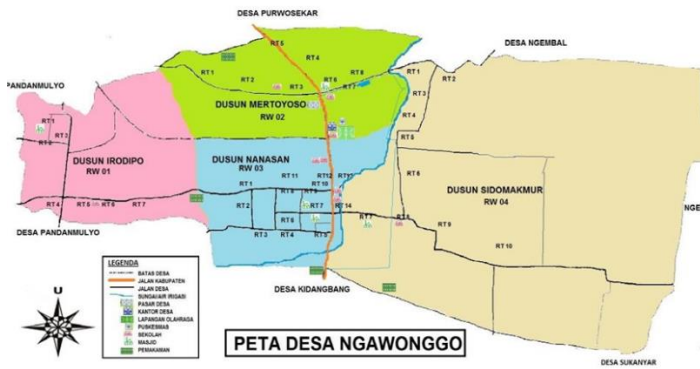 DESA PURWOSEKAR
DESA NGEMBAL
PANDANMULYO
RT 5
RT 4
RT 1
RT 2
RT 3
RT 6
RT 8
RT 7
DUSUN MERTOYOSO
RW 02
RT 1
RT 2
RT 3
RT 4
RT 5
RT 6
DUSUN SIDOMAKMUR
RW 04
RT 7
RT 8
RT 9
RT 10
NGE
RT 1
RT 3
RT 2
DUSUN IRODIPO
RW 01
RT 4
RT 5
RT 6
RT 7
DESA PANDANMULYO
DUSUN NANASAN
RW 03
RT 11
RT 12
RT 1
RT 10
RT 2
RT 7
RT 14
RT 6
RT 3
RT 4
RT 5
DESA KIDANGBANG
LEGENDA
BATAS DESA
JALAN KABUPATEN
JALAN DESA
SUNGAI/AIR IRIGASI
PASAR DESA
KANTOR DESA
LAPANGAN OLAHRAGA
PUSKESMAS
SEKOLAH
MASJID
PEMAKAMAN
U
PETA DESA NGAWONGGO
DESA SUKANYAR